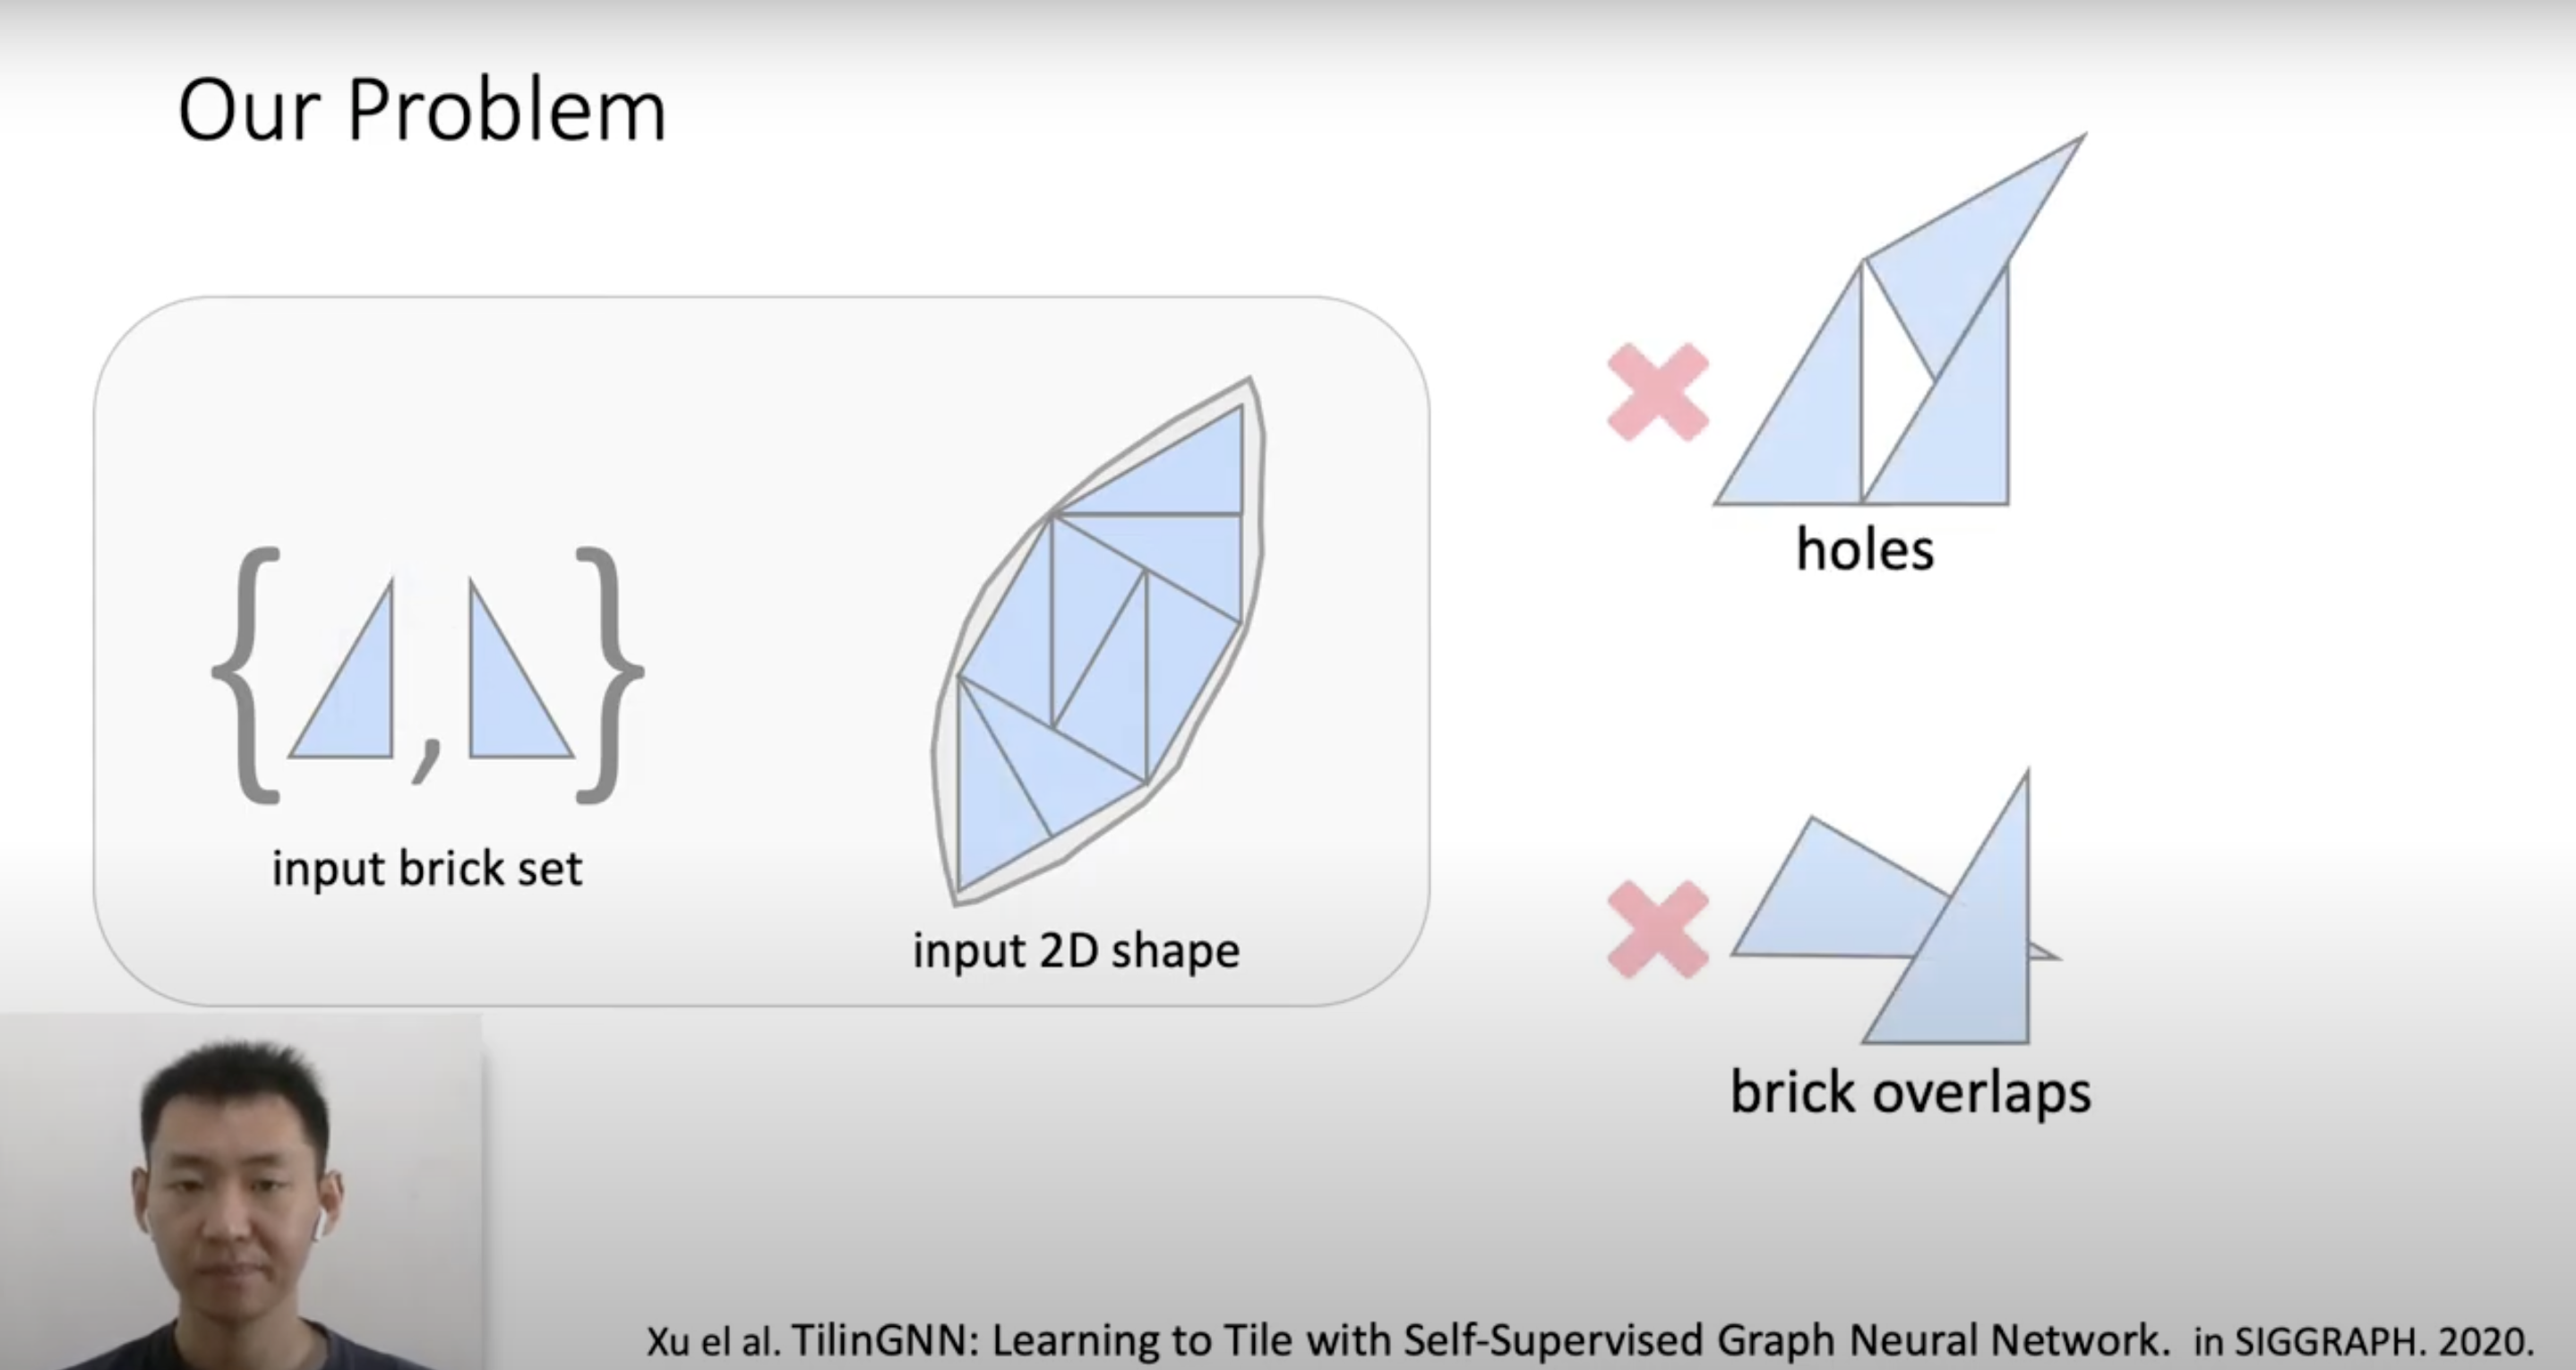 Our Problem
{ , }
input brick set
input 2D shape
holes
brick overlaps
Xu el al. TilinGNN: Learning to Tile with Self-Supervised Graph Neural Network. in SIGGRAPH. 2020.